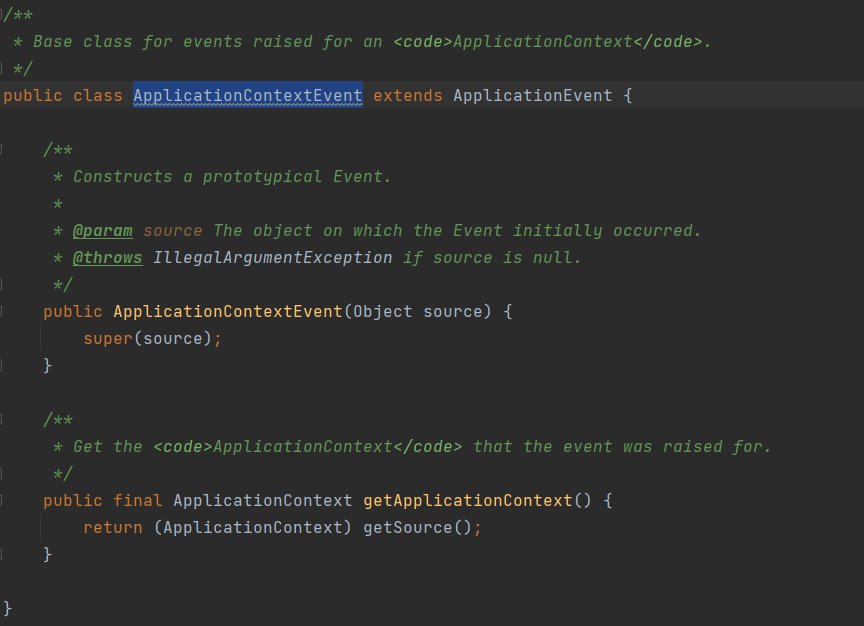 /**
 * Base class for events raised for an <code>ApplicationContext</code>.
 */
public class ApplicationContextEvent extends ApplicationEvent {
    /**
     * Constructs a prototypical Event.
     *
     * @param source The object on which the Event initially occurred.
     * @throws IllegalArgumentException if source is null.
     */
    public ApplicationContextEvent(Object source) {
        super(source);
    }
    /**
     * Get the <code>ApplicationContext</code> that the event was raised for.
     */
    public final ApplicationContext getApplicationContext() {
        return (ApplicationContext) getSource();
    }
}